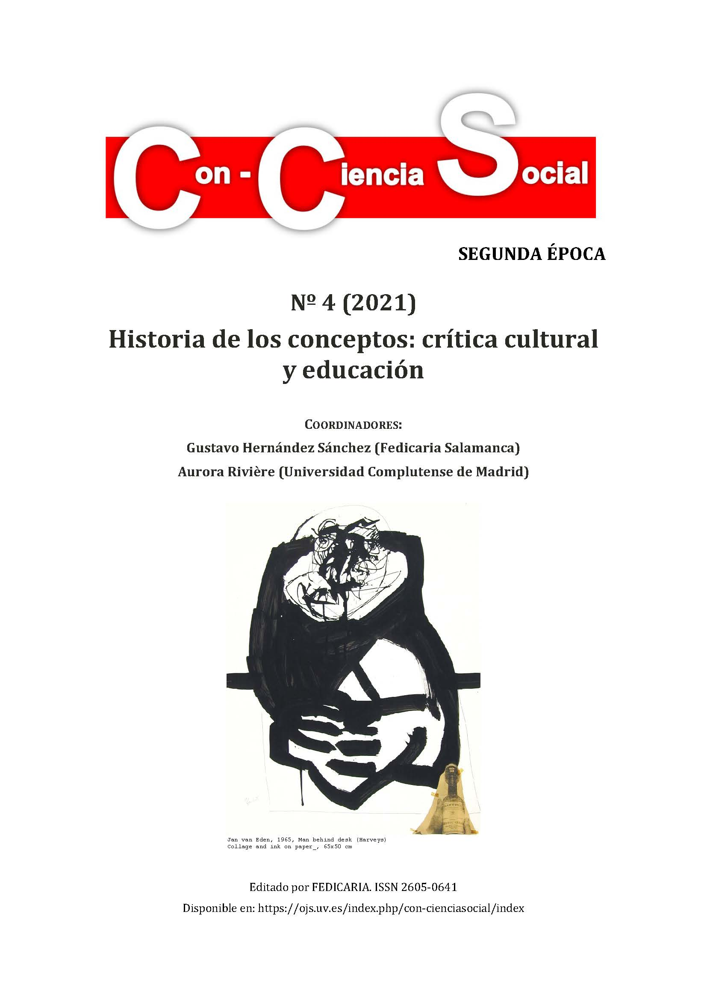 Con - Ciencia Social
SEGUNDA ÉPOCA
Nº 4 (2021)
Historia de los conceptos: crítica cultural
y educación
COORDINADORES:
Gustavo Hernández Sánchez (Fedicaria Salamanca)
Aurora Rivière (Universidad Complutense de Madrid)
HARVEYS
Jan van Eden, 1965, Man behind desk (Harveys)
Collage and ink on paper_, 65x50 cm
Editado por FEDICARIA. ISSN 2605-0641
Disponible en: https://ojs.uv.es/index.php/con-cienciasocial/index